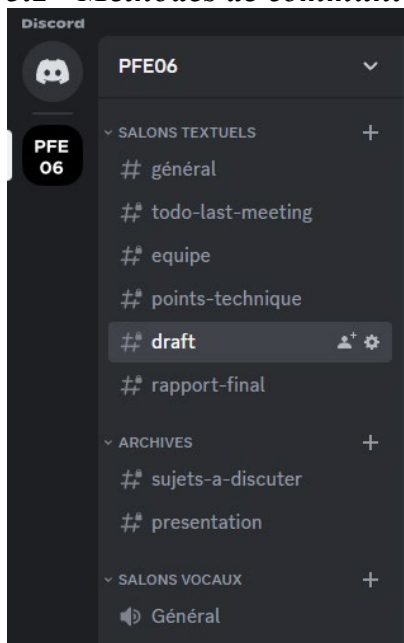 Discord
PFE06
PFE
06
SALONS TEXTUELS
général
todo-last-meeting
equipe
points-technique
draft
rapport-final
ARCHIVES
sujets-a-discuter
presentation
SALONS VOCAUX
Général